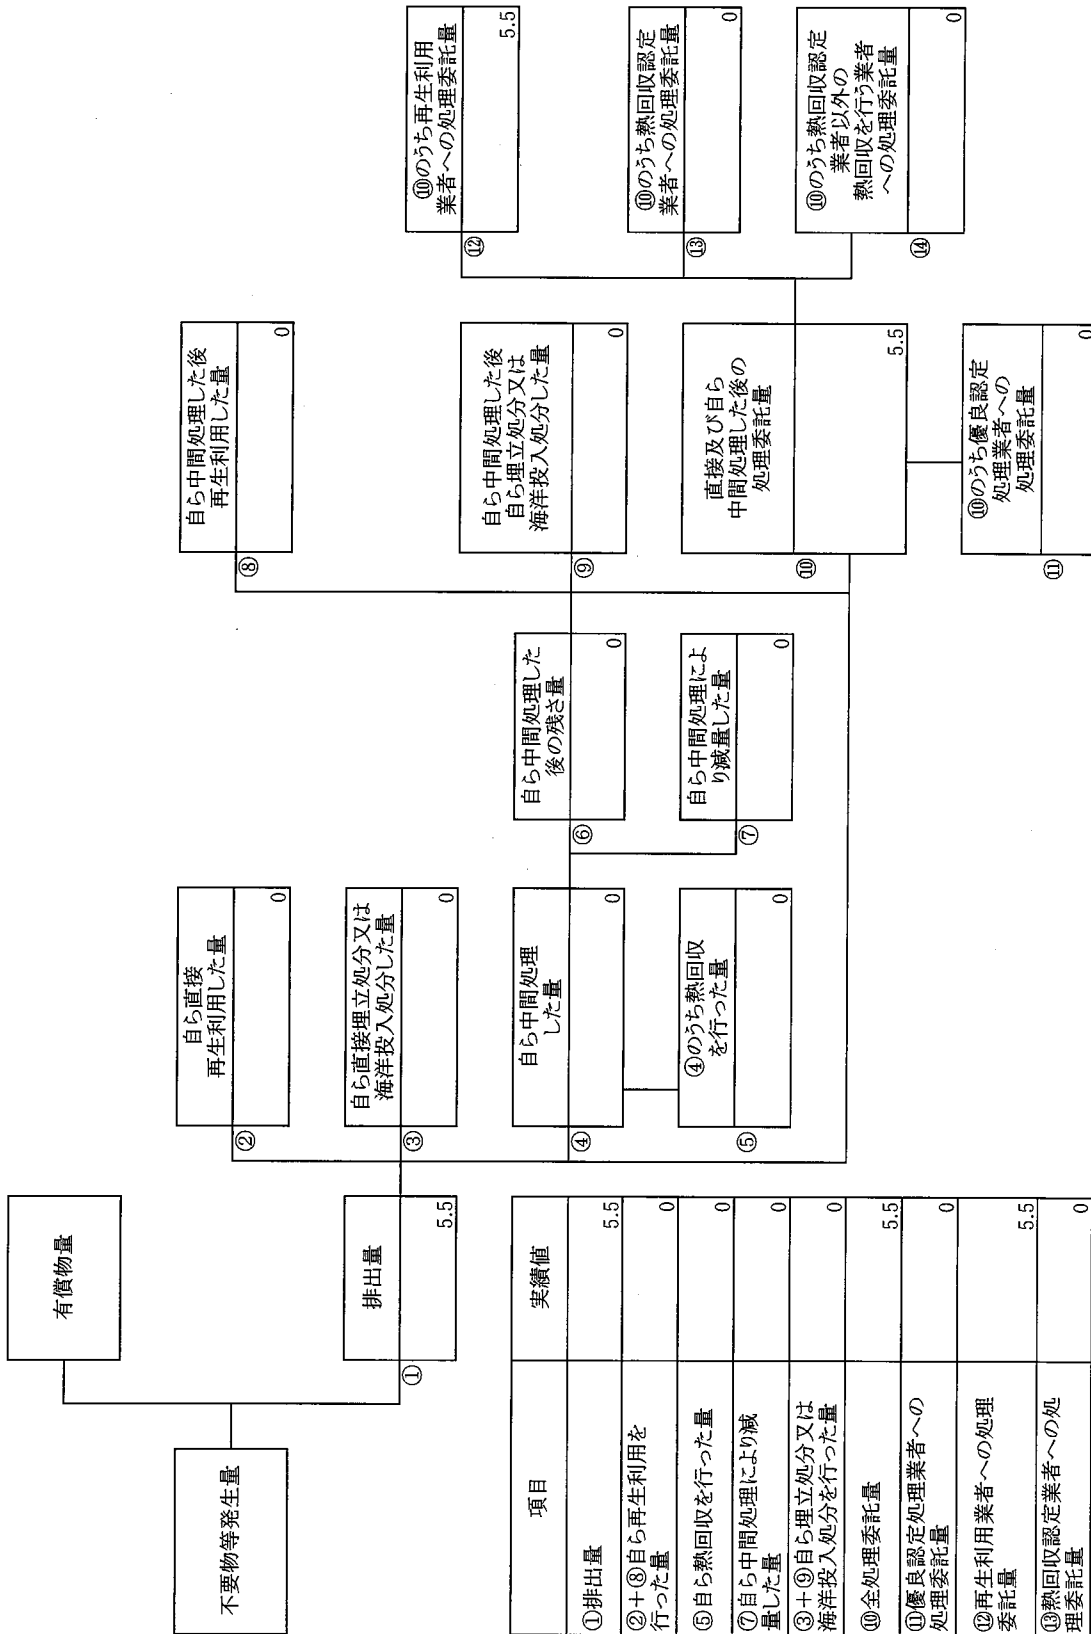 不要物等発生量
有償物量
排出量
①
5.5
自ら直接
再生利用した量
②
0
自ら直接埋立処分又は
海洋投入処分した量
③
0
自ら中間処理
した量
④
0
④のうち熱回収
を行った量
⑤
0
自ら中間処理した
後の残さ量
⑥
0
自ら中間処理によ
り減量した量
⑦
0
自ら中間処理した後
再生利用した量
⑧
0
自ら中間処理した後
自ら埋立処分又は
海洋投入処分した量
⑨
0
直接及び自ら
中間処理した後の
処理委託量
⑩
5.5
⑩のうち優良認定
処理業者への
処理委託量
⑪
0
⑩のうち再生利用
業者への処理委託量
⑫
5.5
⑩のうち熱回収認定
業者への処理委託量
⑬
0
⑩のうち熱回収認定
業者以外の
熱回収を行う業者
への処理委託量
⑭
0
項目
実績値
①排出量
5.5
②+⑧自ら再生利用を
行った量
0
⑤自ら熱回収を行った量
0
⑦自ら中間処理により減
量した量
0
③+⑨自ら埋立処分又は
海洋投入処分を行った量
0
⑩全処理委託量
5.5
⑪優良認定処理業者への
処理委託量
0
⑫再生利用業者への処理
委託量
5.5
⑬熱回収認定業者への処
理委託量
0